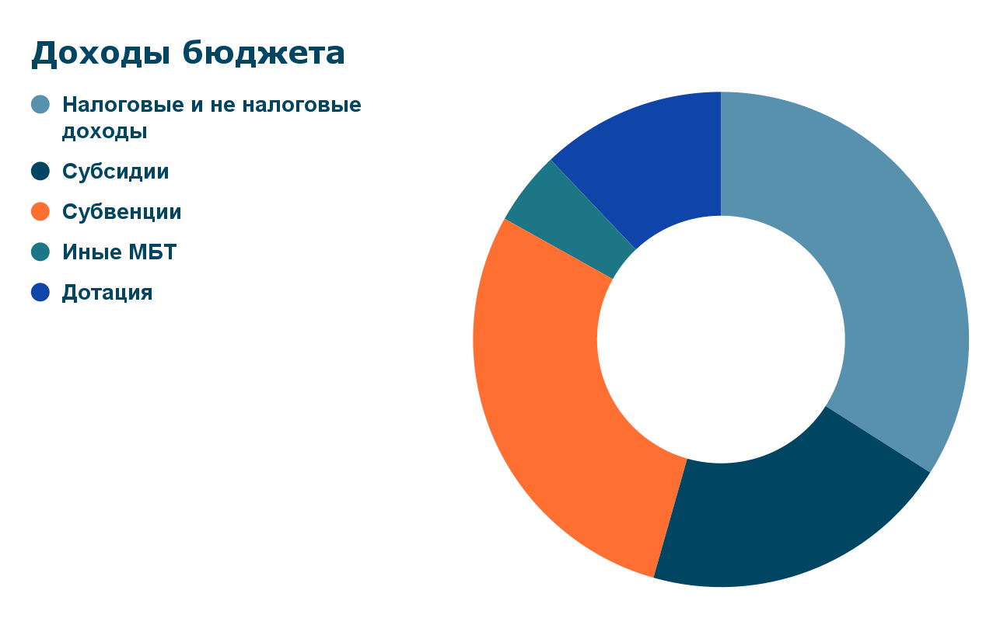 Доходы бюджета
Налоговые и не налоговые
доходы
Субсидии
Субвенции
Иные МБТ
Дотация